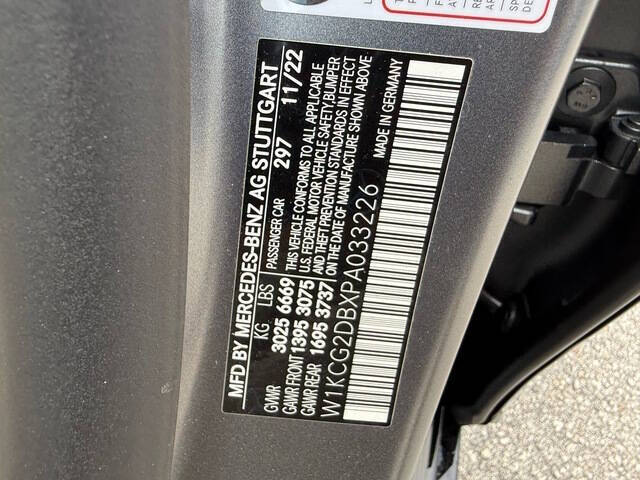 MFD BY MERCEDES-BENZ AG STUTTGART
KG LBS PASSENGER CAR 297 11/22
GVWR 3025 6669
GAWR FRONT 1395 3075
GAWR REAR 1695 3737
THIS VEHICLE CONFORMS TO ALL APPLICABLE
U.S. FEDERAL MOTOR VEHICLE SAFETY, BUMPER
AND THEFT PREVENTION STANDARDS IN EFFECT
ON THE DATE OF MANUFACTURE SHOWN ABOVE
W1KCG2DBXPA033226 MADE IN GERMANY